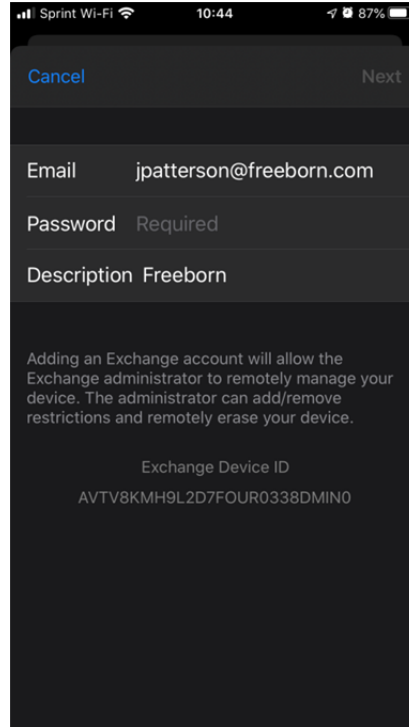 Sprint Wi-Fi 10:44 87%
Cancel Next
Email jpatterson@freeborn.com
Password Required
Description Freeborn
Adding an Exchange account will allow the
Exchange administrator to remotely manage your
device. The administrator can add/remove
restrictions and remotely erase your device.
Exchange Device ID
AVTV8KMH9L2D7FOUR0338DMIN0